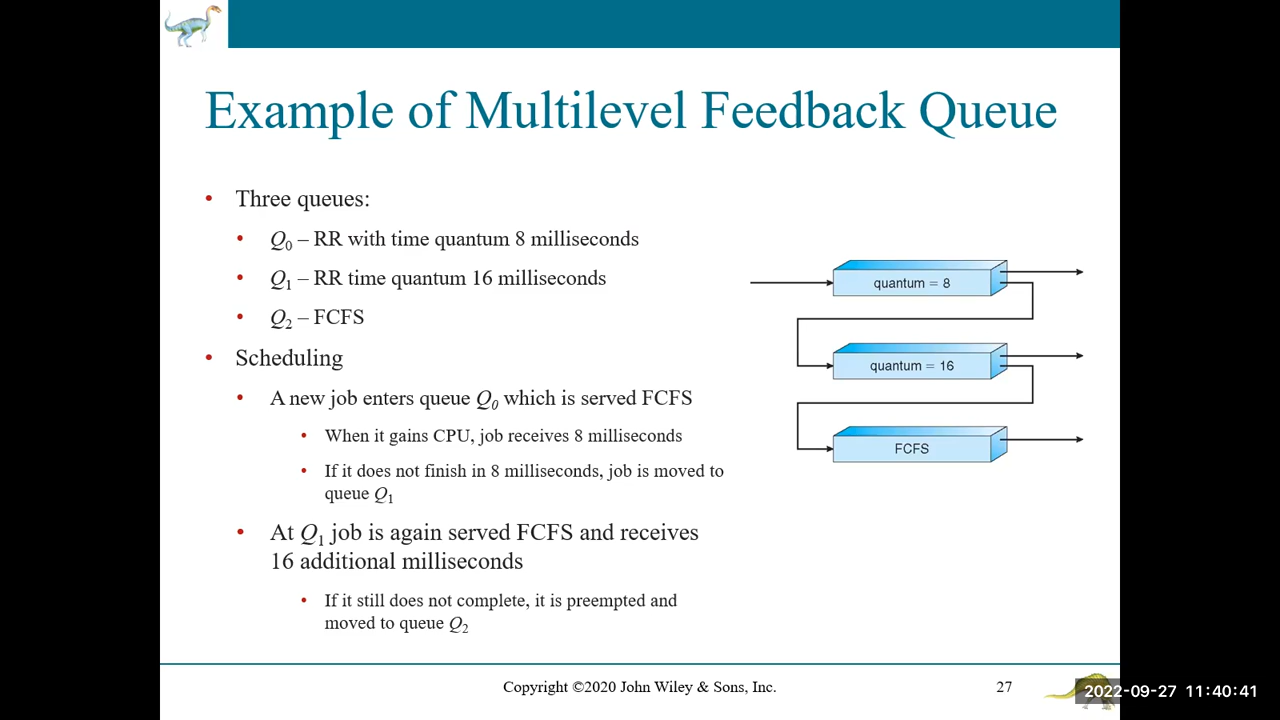 Example of Multilevel Feedback Queue
• Three queues:
• Q0 – RR with time quantum 8 milliseconds
• Q1 – RR time quantum 16 milliseconds
• Q2 – FCFS
• Scheduling
• A new job enters queue Q0 which is served FCFS
• When it gains CPU, job receives 8 milliseconds
• If it does not finish in 8 milliseconds, job is moved to
queue Q1
• At Q1 job is again served FCFS and receives
16 additional milliseconds
• If it still does not complete, it is preempted and
moved to queue Q2
quantum = 8
quantum = 16
FCFS
Copyright ©2020 John Wiley & Sons, Inc.
27
2022-09-27 11:40:41